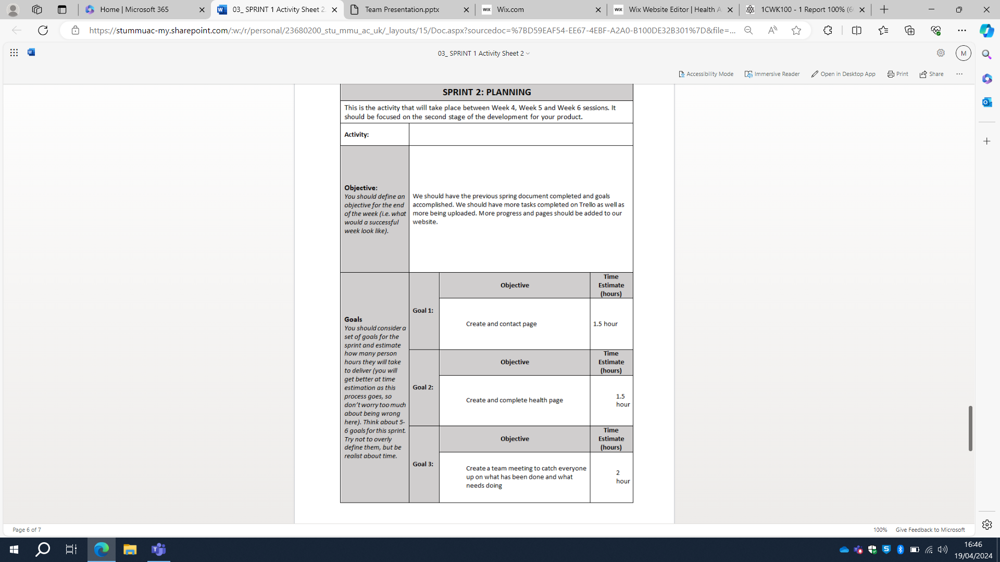 Home | Microsoft 365
03_ SPRINT 1 Activity Sheet 2
Team Presentation.pptx
WIX
Wix.com
WIX
Wix Website Editor | Health A
1CWK100 - 1 Report 100% (6
https://stummuac-my.sharepoint.com/:w:/r/personal/23680200_stu_mmu_ac_uk/_layouts/15/Doc.aspx?sourcedoc=%7BD59EAF54-EE67-4EBF-A2A0-B100DE32B301%7D&file=...
03_ SPRINT 1 Activity Sheet 2
M
Accessibility Mode
Immersive Reader
Open in Desktop App
Print
Share
SPRINT 2: PLANNING
This is the activity that will take place between Week 4, Week 5 and Week 6 sessions. It
should be focused on the second stage of the development for your product.
Activity:
Objective:
You should define an
objective for the end
of the week (i.e. what
would a successful
week look like).
We should have the previous spring document completed and goals
accomplished. We should have more tasks completed on Trello as well as
more being uploaded. More progress and pages should be added to our
website.
Goals
You should consider a
set of goals for the
sprint and estimate
how many person
hours they will take
to deliver (you will
get better at time
estimation as this
process goes, so
don't worry too much
about being wrong
here). Think about 5-
6 goals for this sprint.
Try not to overly
define them, but be
realist about time.
Goal 1:
Objective
Time
Estimate
(hours)
Create and contact page
1.5 hour
Goal 2:
Objective
Time
Estimate
(hours)
Create and complete health page
1.5
hour
Goal 3:
Objective
Time
Estimate
(hours)
Create a team meeting to catch everyone
up on what has been done and what
needs doing
2
hour
Page 6 of 7
100%
Give Feedback to Microsoft
16:46
19/04/2024